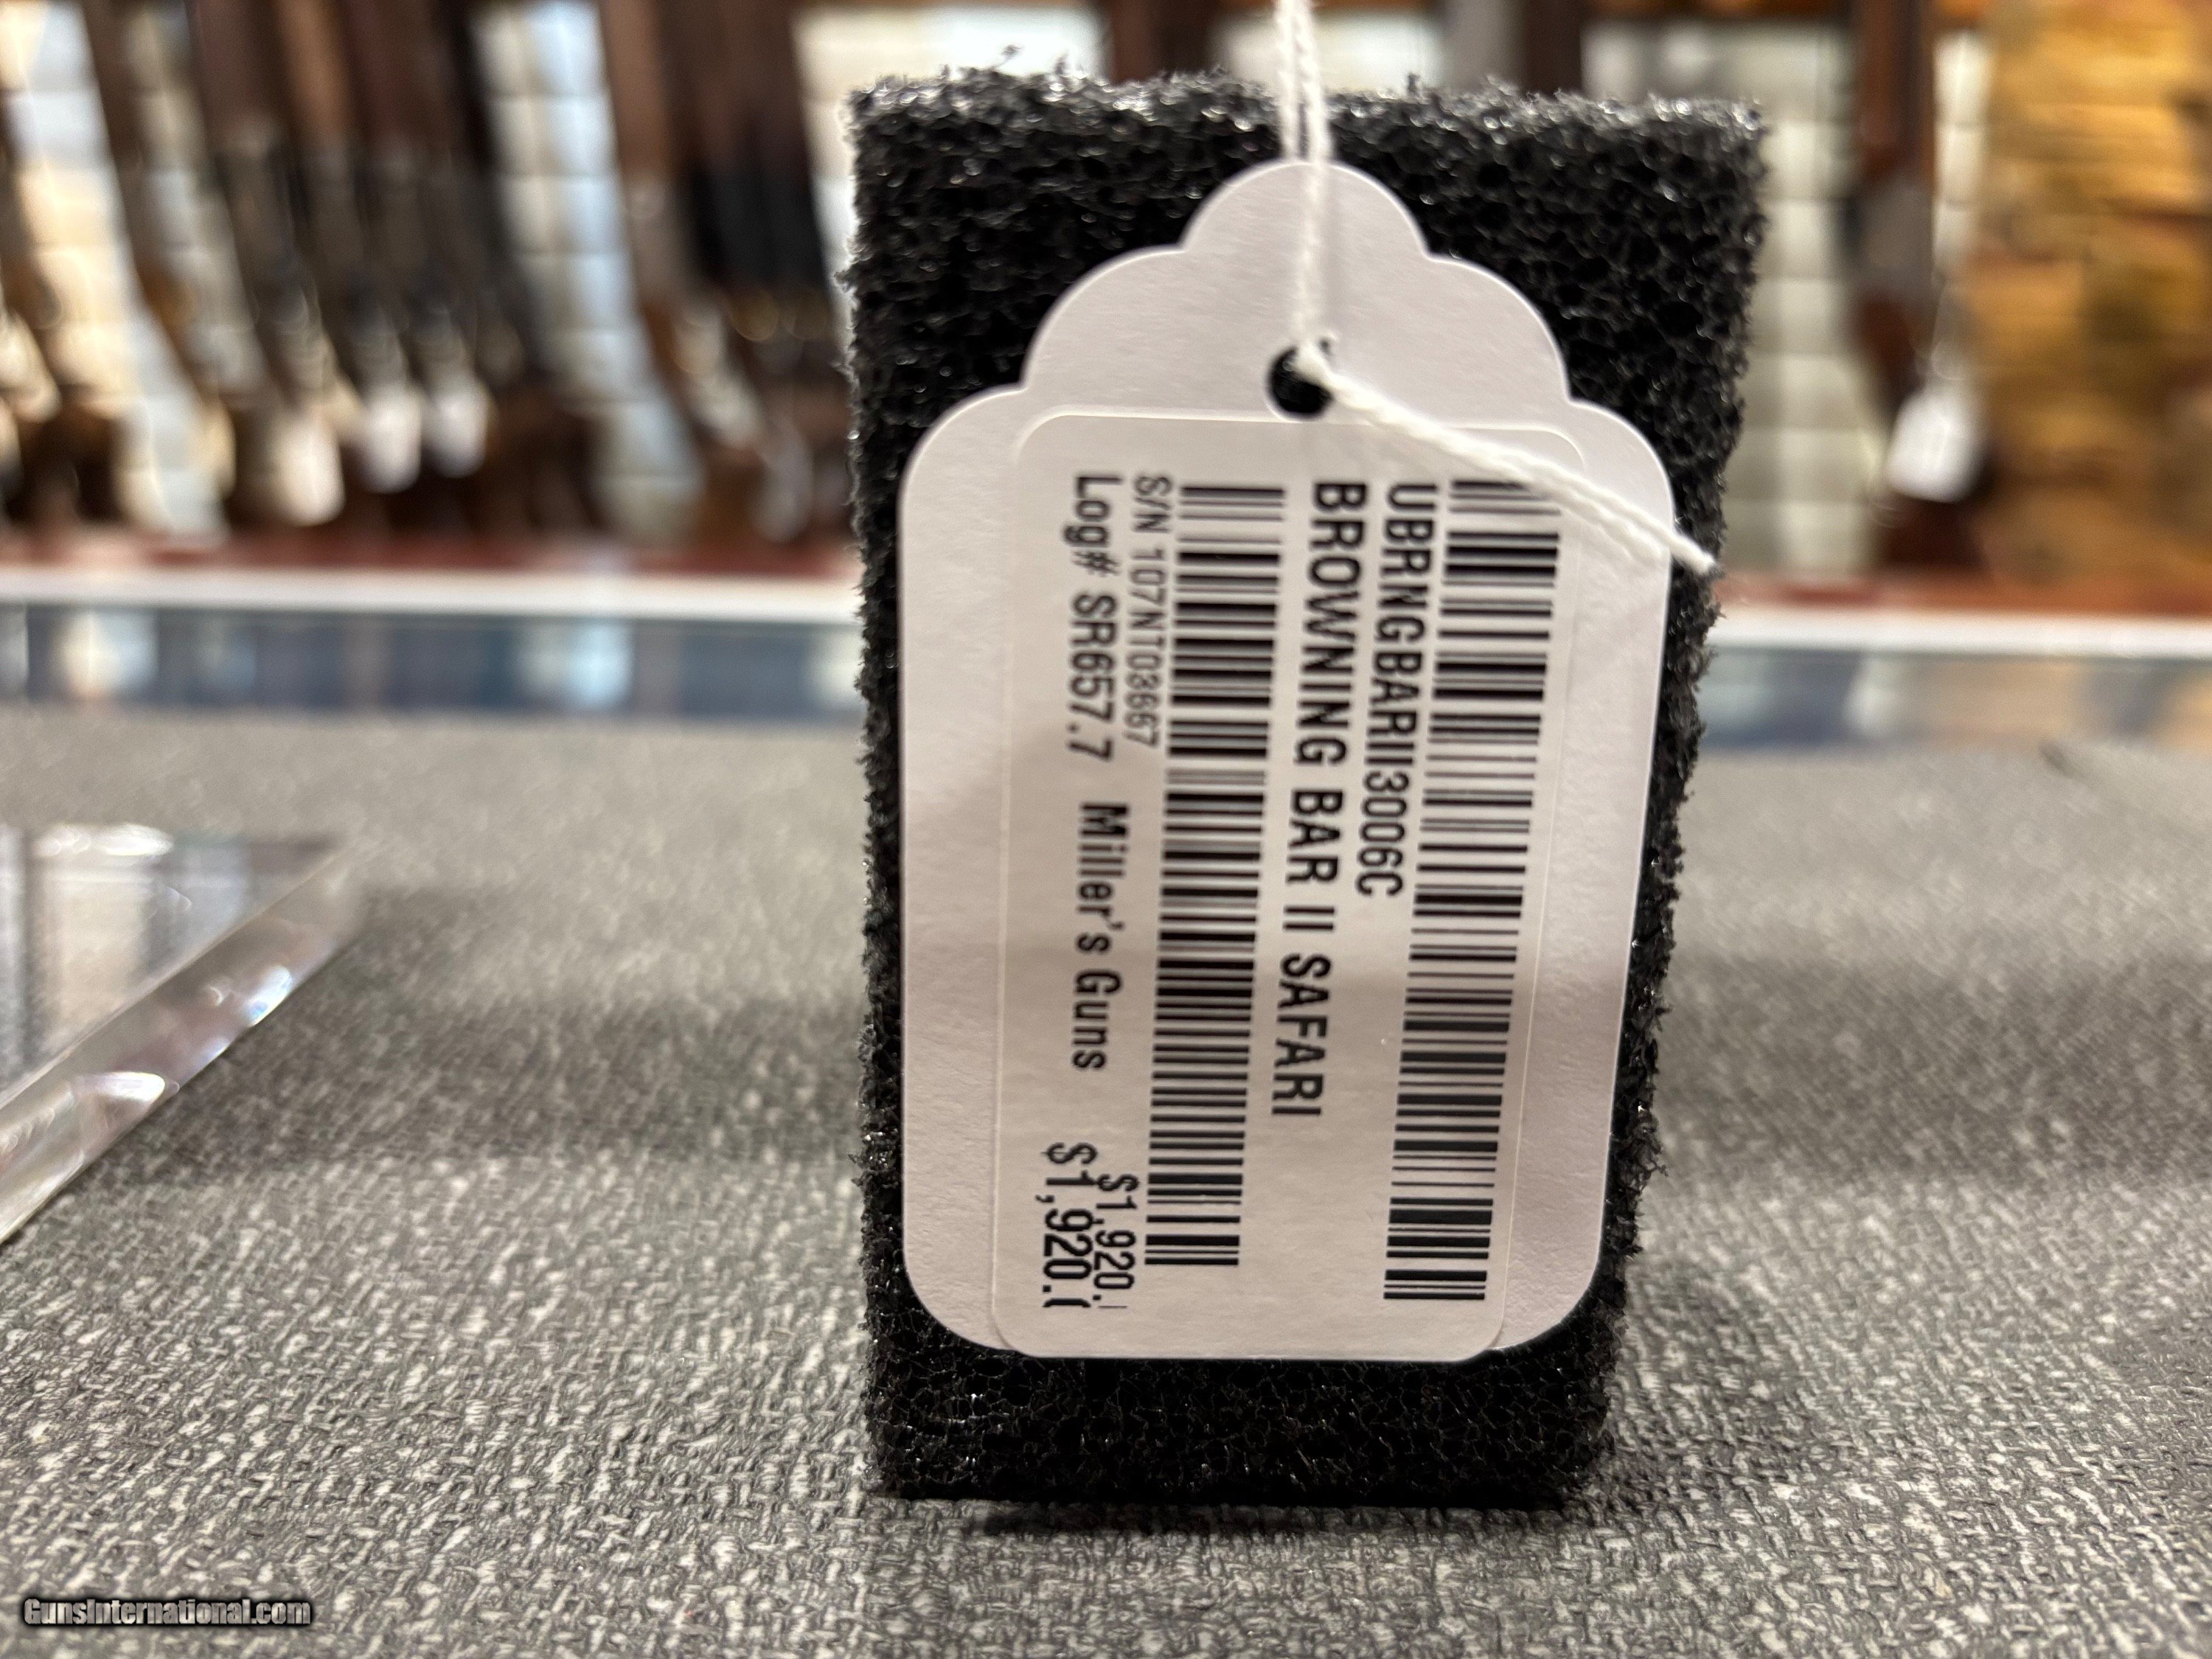 UBRNGBARII3006C
BROWNING BAR II SAFARI
S/N 107NT03667 $1,920.
Log# SR657.7 Miller's Guns $1,920.(
GunsInternational.com